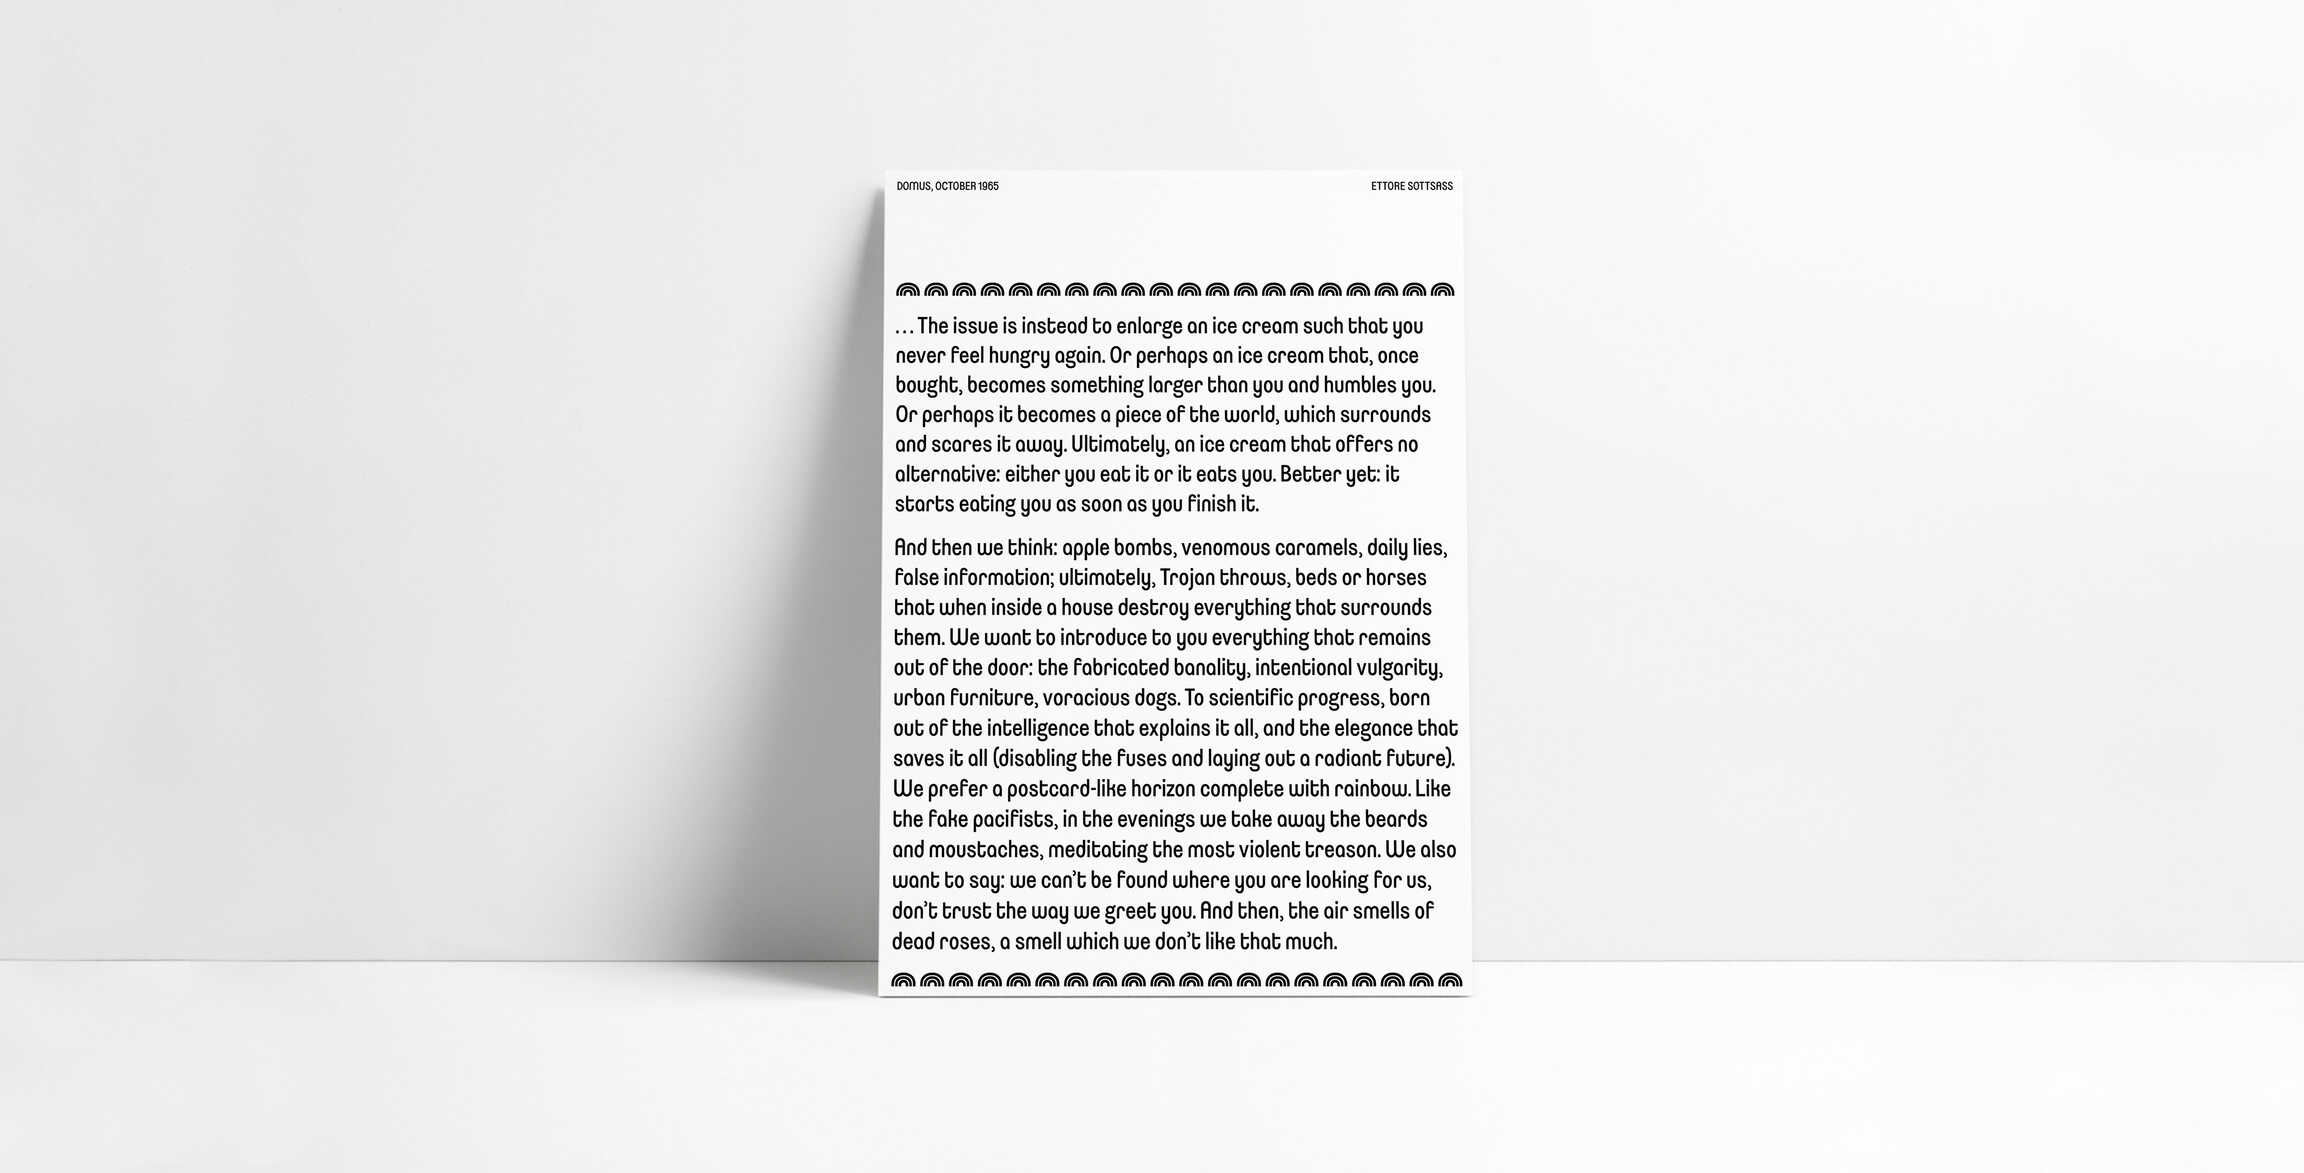 DOMUS, OCTOBER 1965
ETTORE SOTTSASS
... The issue is instead to enlarge an ice cream such that you
never feel hungry again. Or perhaps an ice cream that, once
bought, becomes something larger than you and humbles you.
Or perhaps it becomes a piece of the world, which surrounds
and scares it away. Ultimately, an ice cream that offers no
alternative: either you eat it or it eats you. Better yet: it
starts eating you as soon as you finish it.
And then we think: apple bombs, venomous caramels, daily lies,
false information; ultimately, Trojan throws, beds or horses
that when inside a house destroy everything that surrounds
them. We want to introduce to you everything that remains
out of the door: the fabricated banality, intentional vulgarity,
urban furniture, voracious dogs. To scientific progress, born
out of the intelligence that explains it all, and the elegance that
saves it all (disabling the fuses and laying out a radiant future).
We prefer a postcard-like horizon complete with rainbow. Like
the fake pacifists, in the evenings we take away the beards
and moustaches, meditating the most violent treason. We also
want to say: we can’t be found where you are looking for us,
don’t trust the way we greet you. And then, the air smells of
dead roses, a smell which we don’t like that much.